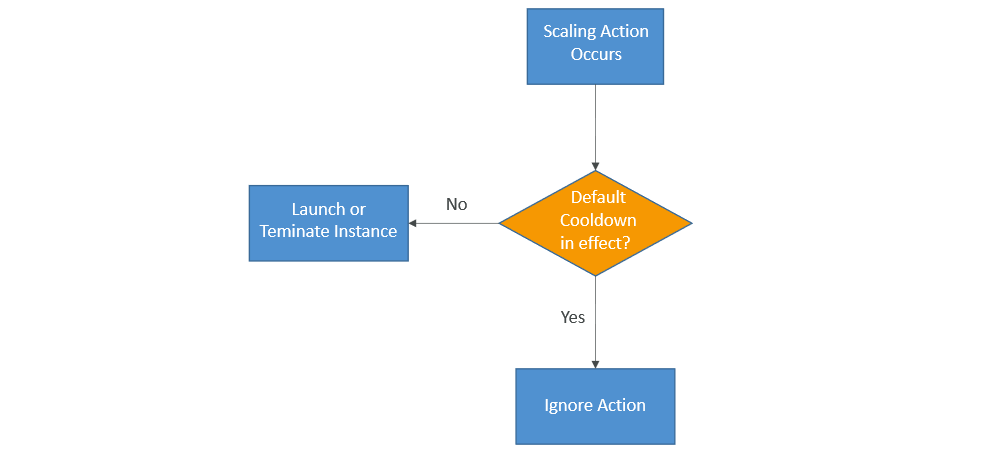 Scaling Action
Occurs
Default
Cooldown
in effect?
No
Launch or
Teminate Instance
Yes
Ignore Action